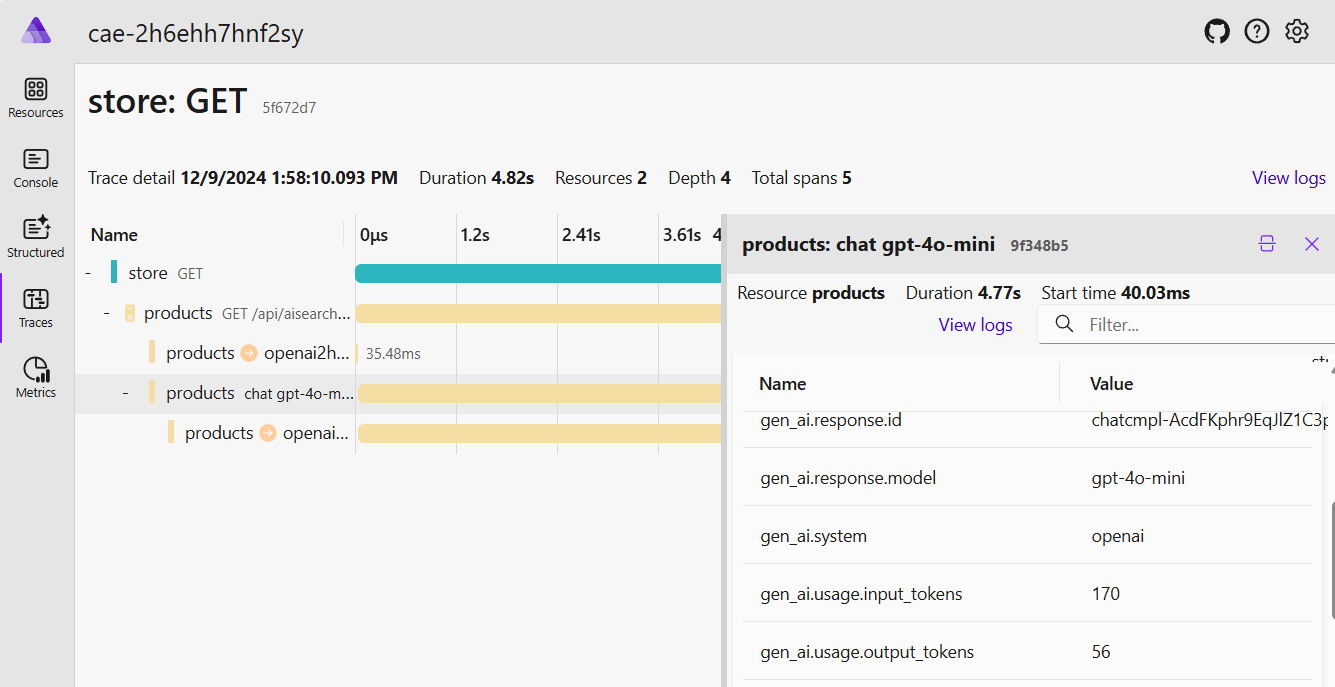 cae-2h6ehh7hnf2sy
Resources
Console
Structured
Traces
Metrics
store: GET 5f672d7
Trace detail 12/9/2024 1:58:10.093 PM Duration 4.82s Resources 2 Depth 4 Total spans 5 View logs
Name 0μs 1.2s 2.41s 3.61s 4
- store GET
- products GET /api/aisearch...
products openai2h... 35.48ms
- products chat gpt-4o-m...
products openai...
products: chat gpt-4o-mini 9f348b5
Resource products Duration 4.77s Start time 40.03ms
View logs Filter...
Name Value
gen_ai.response.id chatcmpl-AcdFKphr9EqJlZ1C3p
gen_ai.response.model gpt-4o-mini
gen_ai.system openai
gen_ai.usage.input_tokens 170
gen_ai.usage.output_tokens 56